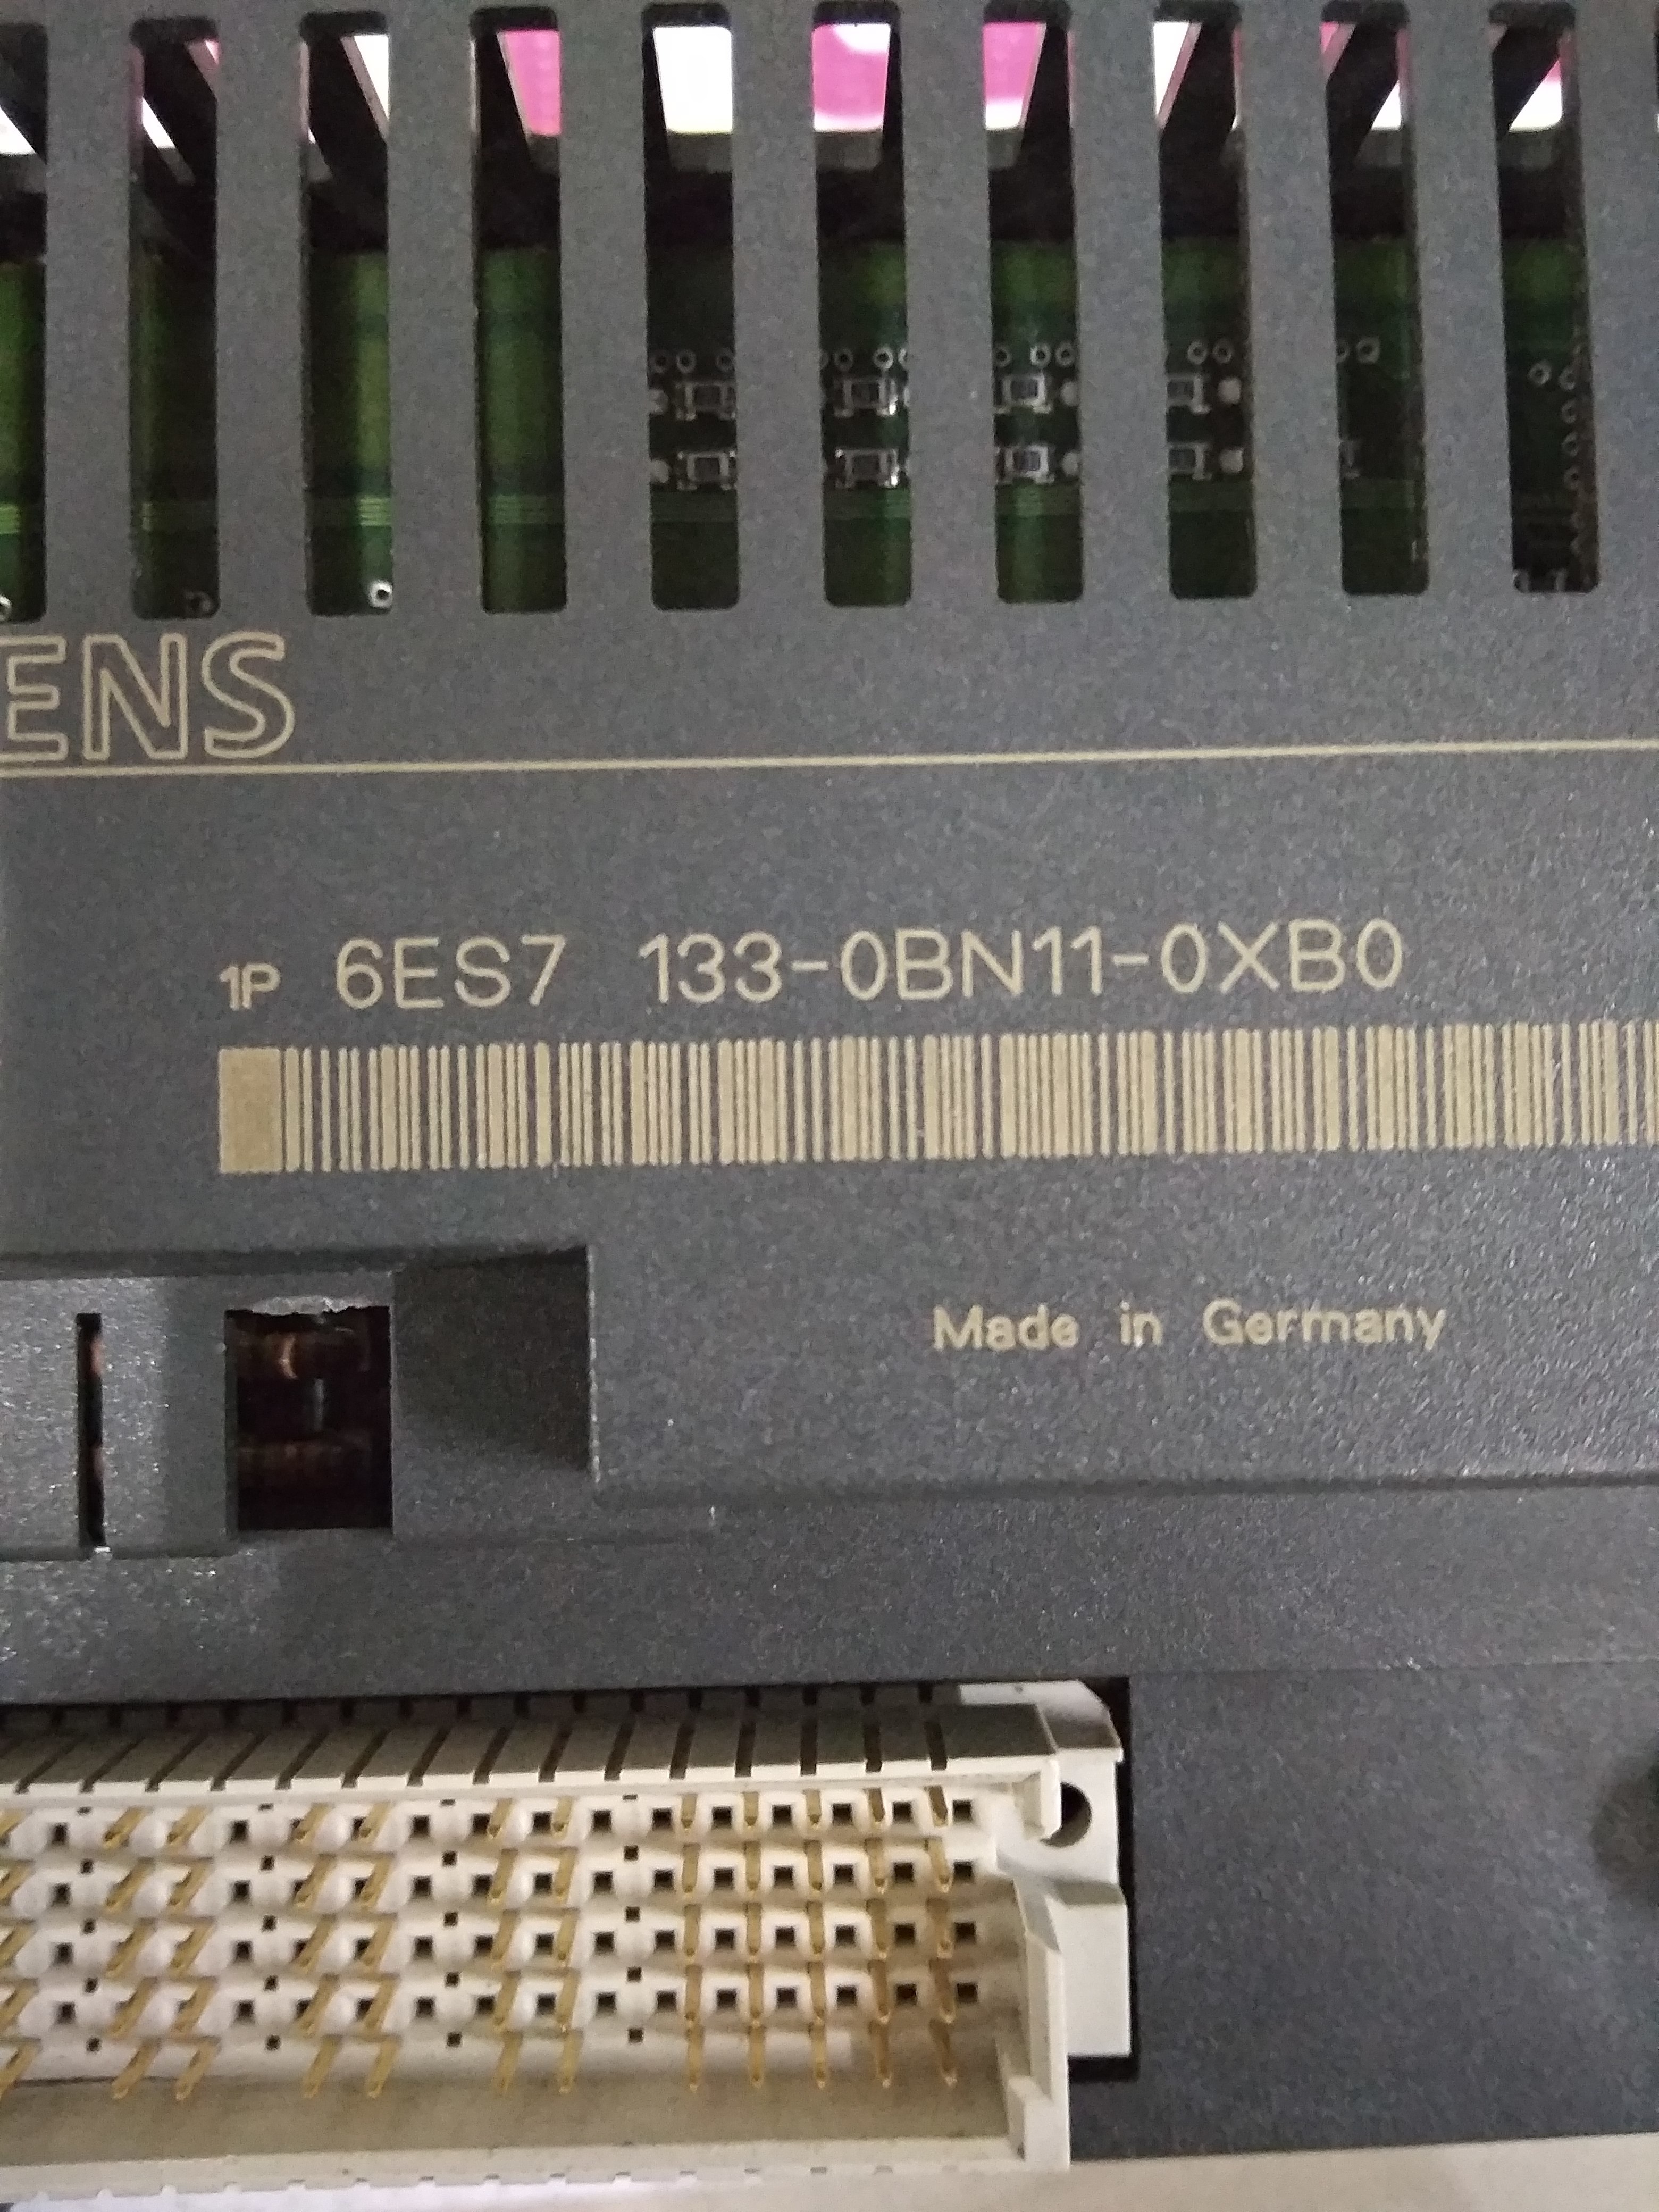 ENS
1P 6ES7 133-0BN11-0XB0
Made in Germany